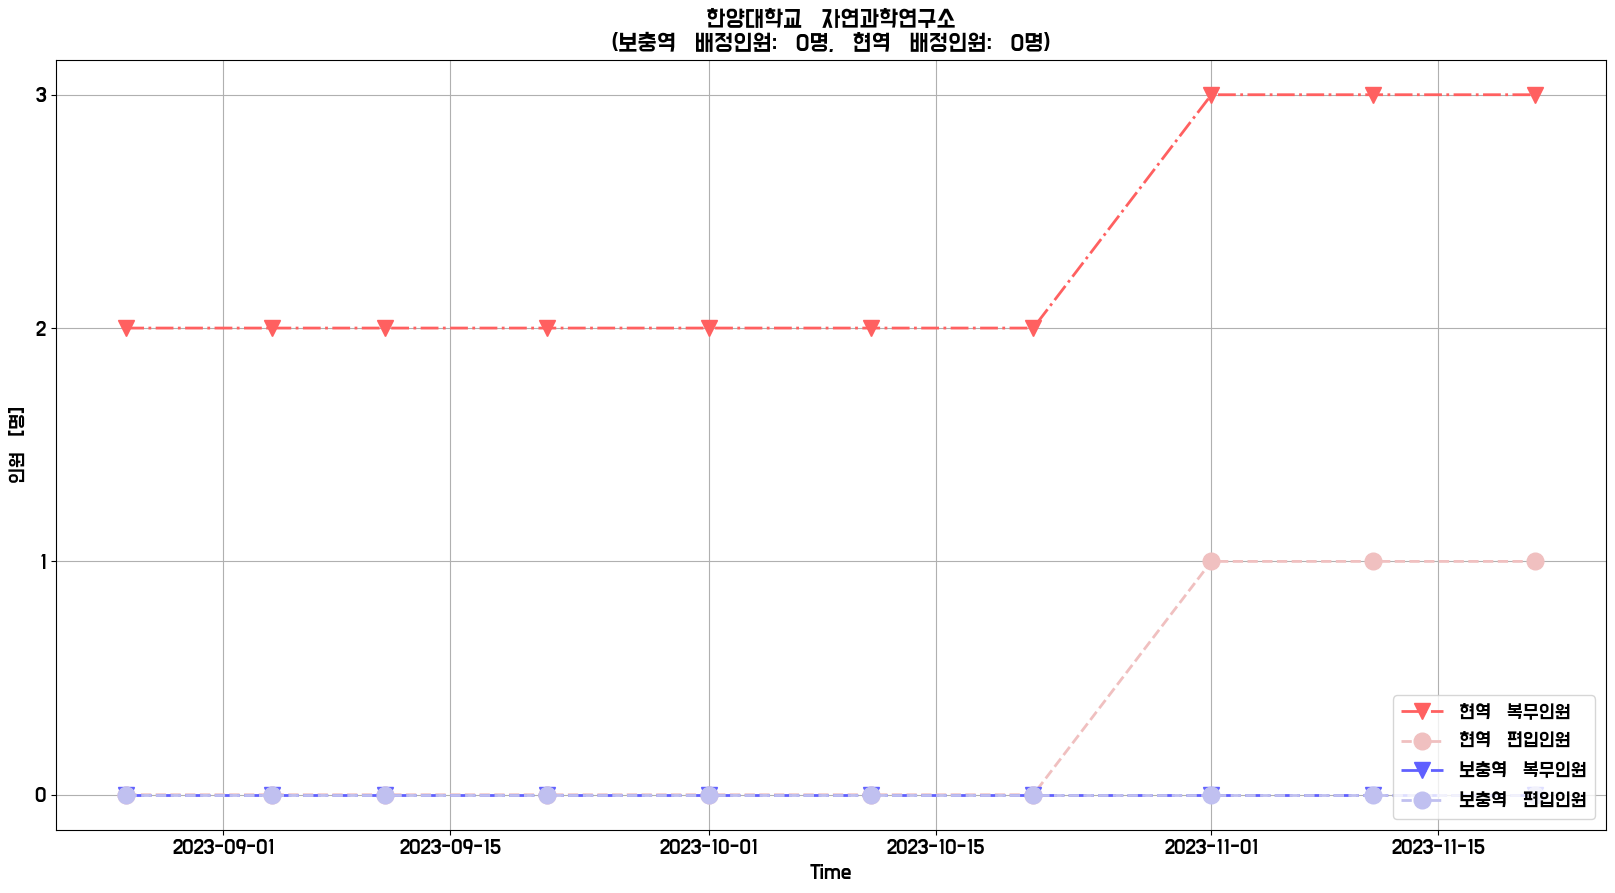 한양대학교 자연과학연구소
(보충역 배정인원: 0명, 현역 배정인원: 0명)
3
2
1
0
인원 [명]
2023-09-01
2023-09-15
2023-10-01
2023-10-15
2023-11-01
2023-11-15
Time
현역 복무인원
현역 편입인원
보충역 복무인원
보충역 편입인원